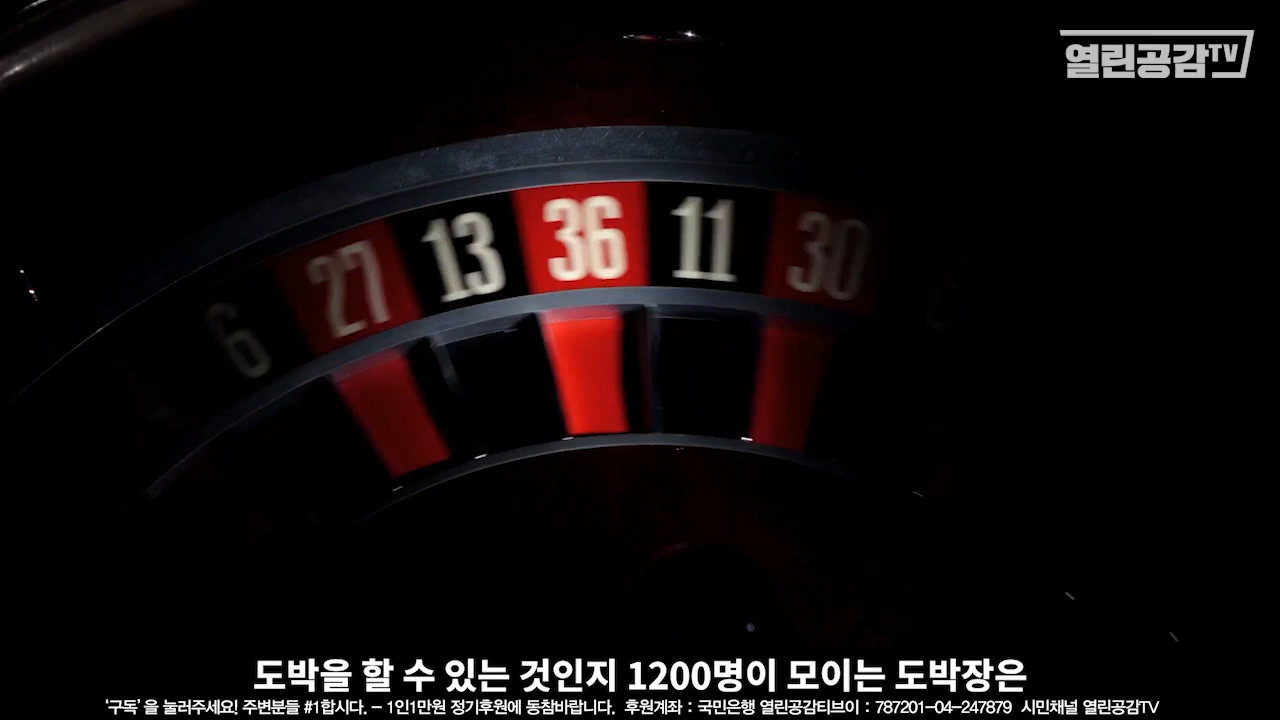 열린공감TV
6 27 13 36 11 30
도박을 할 수 있는 것인지 1200명이 모이는 도박장은
‘구독’을 눌러주세요! 주변분들 #1합시다. – 1인1만원 정기후원에 동참바랍니다. 후원계좌 : 국민은행 열린공감티브이 : 787201-04-247879 시민채널 열린공감TV